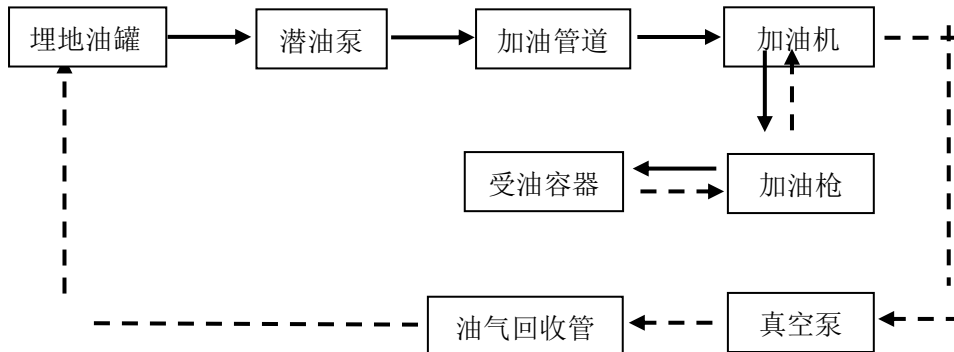 埋地油罐
潜油泵
加油管道
加油机
受油容器
加油枪
油气回收管
真空泵